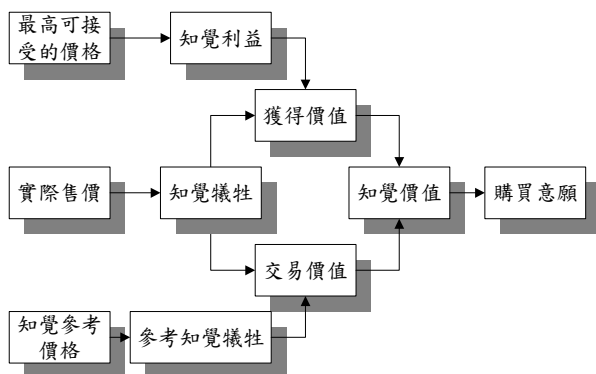 最高可接
受的價格
知覺利益
獲得價值
實際售價
知覺犧牲
知覺價值
購買意願
交易價值
知覺參考
價格
參考知覺犧牲